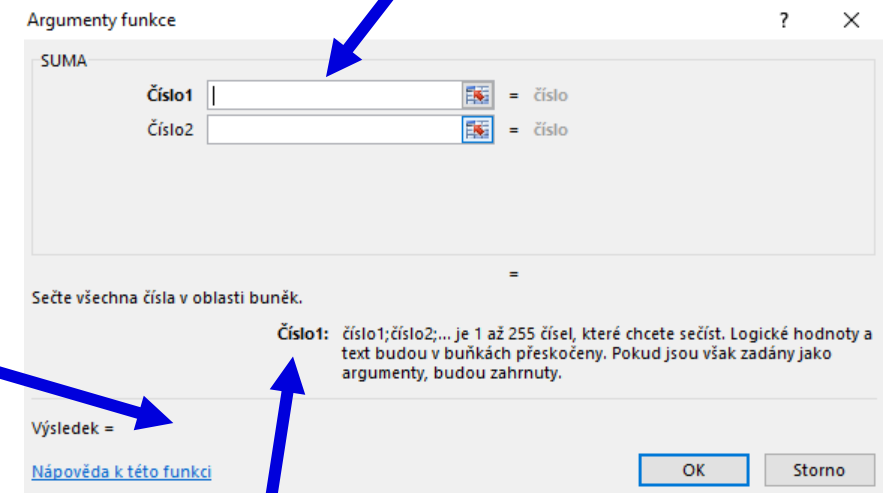 Argumenty funkce ? ×
SUMA
Číslo1 = číslo
Číslo2 = číslo
=
Sečte všechna čísla v oblasti buněk.
Číslo1: číslo1;číslo2;... je 1 až 255 čísel, které chcete sečíst. Logické hodnoty a
text budou v buňkách přeskočeny. Pokud jsou však zadány jako
argumenty, budou zahrnuty.
Výsledek =
Nápověda k této funkci
OK Storno